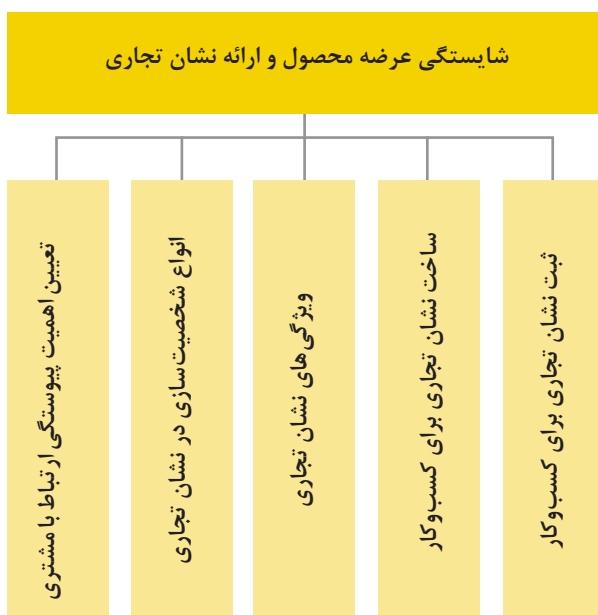 شایستگی عرضه محصول و ارائه نشان تجاری
ثبت نشان تجاری برای کسب‌وکار
ساخت نشان تجاری برای کسب‌وکار
ویژگی‌های نشان تجاری
انواع شخصیت‌سازی در نشان تجاری
تعیین اهمیت پیوستگی ارتباط با مشتری